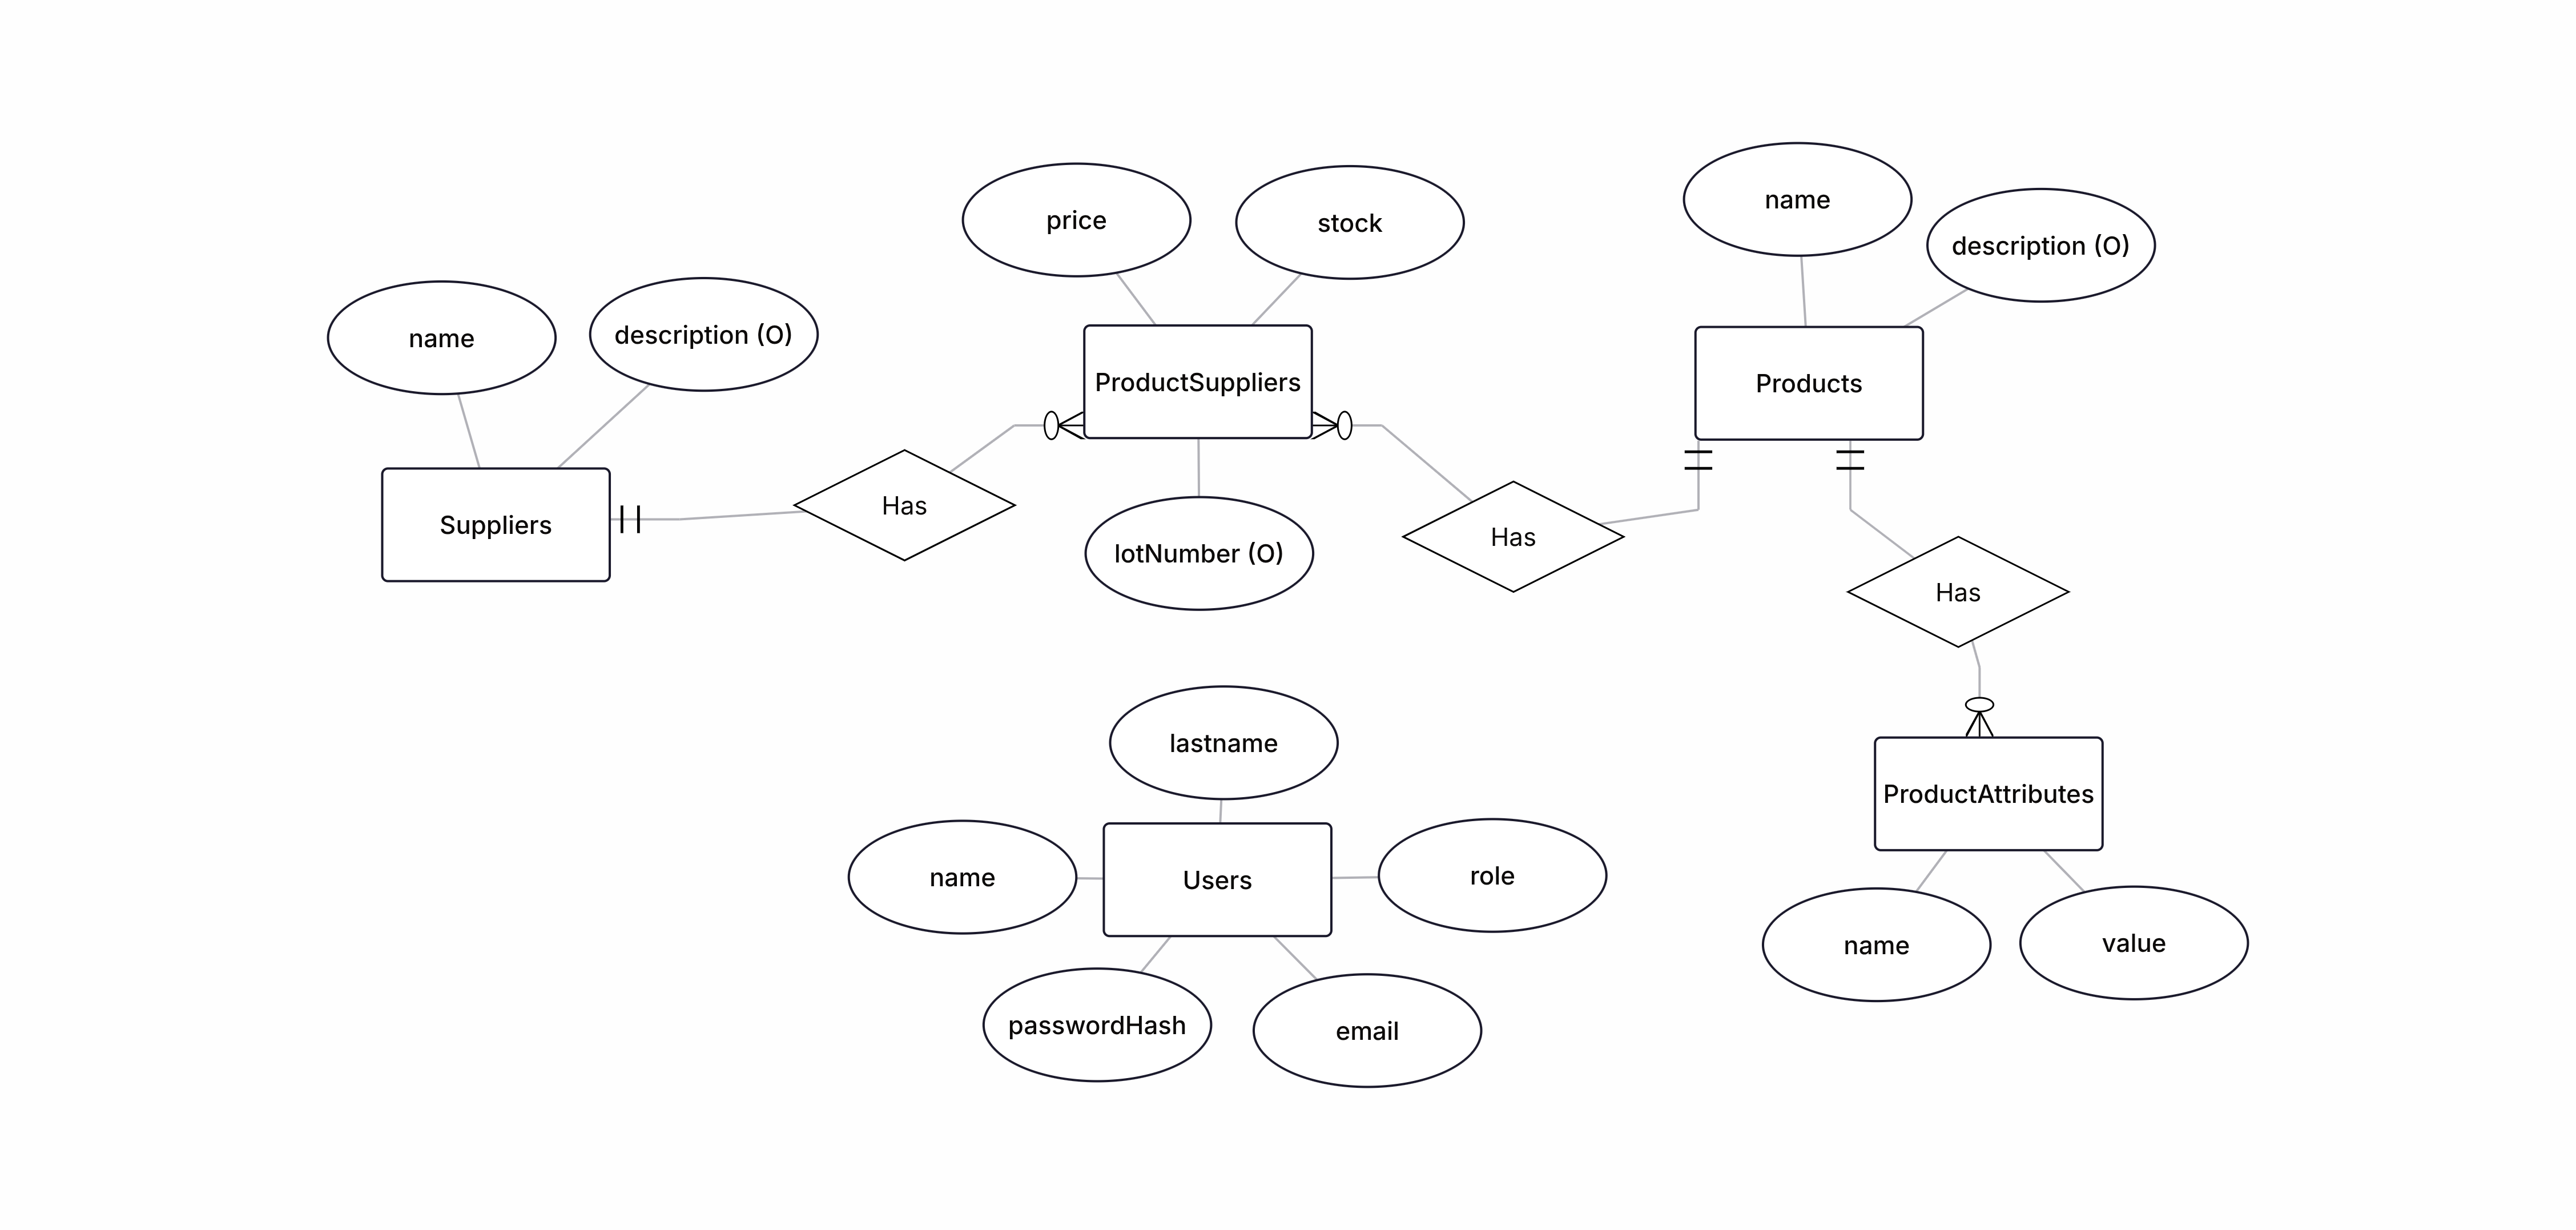 name
description (O)
Suppliers
Has
price
stock
ProductSuppliers
lotNumber (O)
Has
name
description (O)
Products
Has
ProductAttributes
name
value
lastname
name
Users
role
passwordHash
email